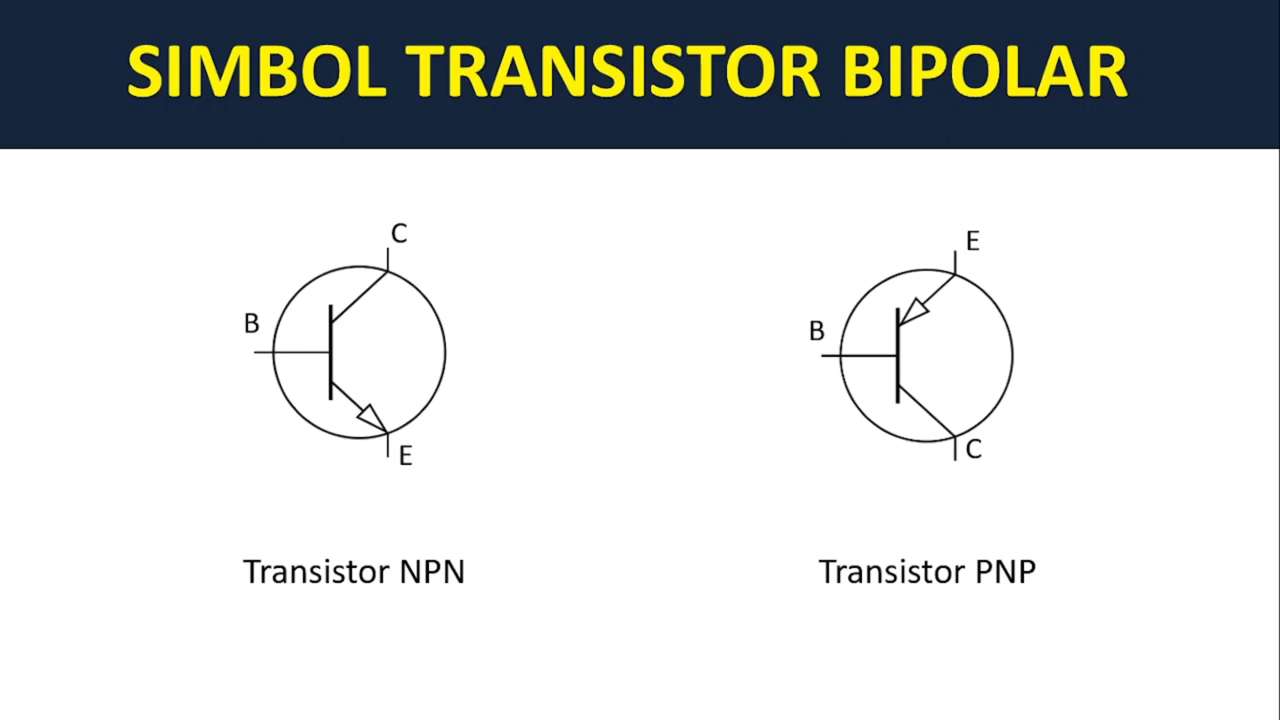 SIMBOL TRANSISTOR BIPOLAR
C
B
E
Transistor NPN
E
B
C
Transistor PNP